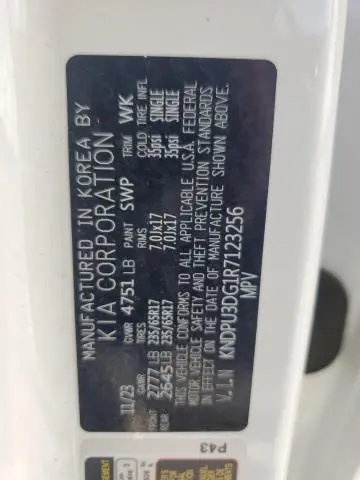 MANUFACTURED IN KOREA BY
KIA CORPORATION
11/23 GVWR 4751 LB PAINT SWP TRIM WK
TIRES RIMS COLD TIRE INFL
FRONT 2777 LB 235/65R17 7.0Jx17 35psi SINGLE
REAR 2645 LB 235/65R17 7.0Jx17 35psi SINGLE
THIS VEHICLE CONFORMS TO ALL APPLICABLE U.S.A. FEDERAL
MOTOR VEHICLE SAFETY AND THEFT PREVENTION STANDARDS
IN EFFECT ON THE DATE OF MANUFACTURE SHOWN ABOVE.
V.I.N KNDPU3DG1R7123256
MPV
P43